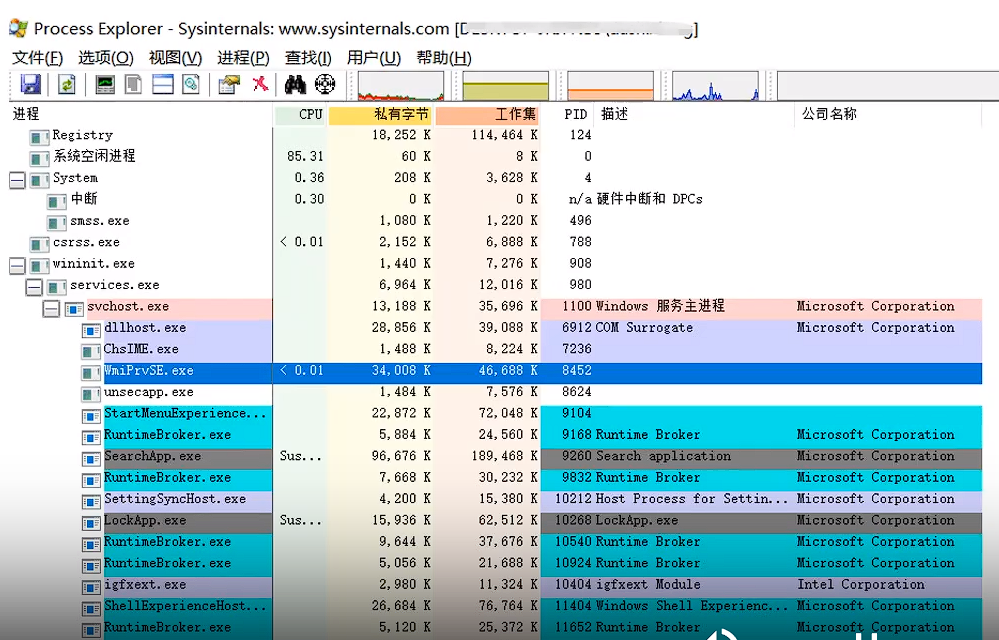 Process Explorer - Sysinternals: www.sysinternals.com
文件(F) 选项(O) 视图(V) 进程(P) 查找(I) 用户(U) 帮助(H)
进程 CPU 私有字节 工作集 PID 描述 公司名称
Registry 18,252 K 114,464 K 124
系统空闲进程 85.31 60 K 8 K 0
System 0.36 208 K 3,628 K 4
中断 0.30 0 K 0 K n/a 硬件中断和 DPCs
smss.exe 1,080 K 1,220 K 496
csrss.exe < 0.01 2,152 K 6,888 K 788
wininit.exe 1,440 K 7,276 K 908
services.exe 6,964 K 12,016 K 980
svchost.exe 13,188 K 35,696 K 1100 Windows 服务主进程 Microsoft Corporation
dllhost.exe 28,856 K 39,088 K 6912 COM Surrogate Microsoft Corporation
ChsIME.exe 1,488 K 8,224 K 7236
WmiPrvSE.exe < 0.01 34,008 K 46,688 K 8452
unsecapp.exe 1,484 K 7,576 K 8624
StartMenuExperience... 22,872 K 72,048 K 9104
RuntimeBroker.exe 5,884 K 24,560 K 9168 Runtime Broker Microsoft Corporation
SearchApp.exe Sus... 96,676 K 189,468 K 9260 Search application Microsoft Corporation
RuntimeBroker.exe 7,668 K 30,232 K 9832 Runtime Broker Microsoft Corporation
SettingSyncHost.exe 4,200 K 15,380 K 10212 Host Process for Settin... Microsoft Corporation
LockApp.exe Sus... 15,936 K 62,512 K 10268 LockApp.exe Microsoft Corporation
RuntimeBroker.exe 9,644 K 37,676 K 10540 Runtime Broker Microsoft Corporation
RuntimeBroker.exe 5,056 K 21,688 K 10924 Runtime Broker Microsoft Corporation
igfxext.exe 2,980 K 11,324 K 10404 igfxext Module Intel Corporation
ShellExperienceHost... 26,684 K 76,764 K 11404 Windows Shell Experienc... Microsoft Corporation
RuntimeBroker.exe 5,120 K 25,372 K 11652 Runtime Broker Microsoft Corporation